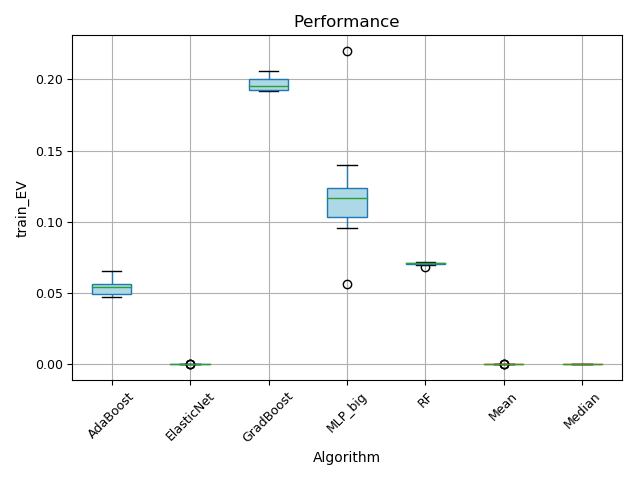 Performance
train_EV
0.20
0.15
0.10
0.05
0.00
AdaBoost
ElasticNet
GradBoost
MLP_big
RF
Mean
Median
Algorithm